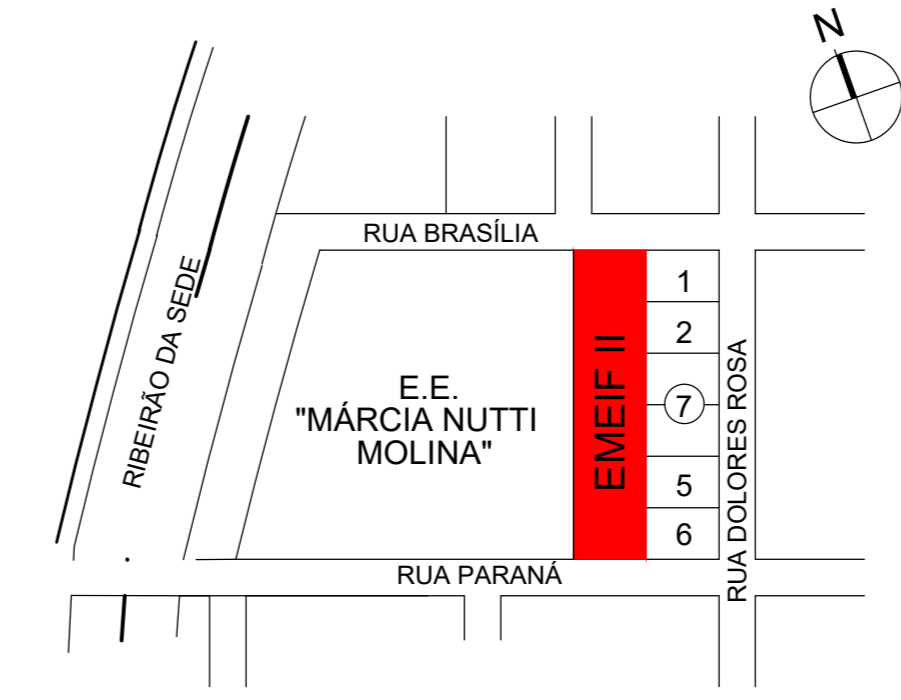 N
RUA BRASÍLIA
RIBEIRÃO DA SEDE
E.E.
"MÁRCIA NUTTI
MOLINA"
EMEIF II
1
2
7
5
6
RUA DOLORES ROSA
RUA PARANÁ